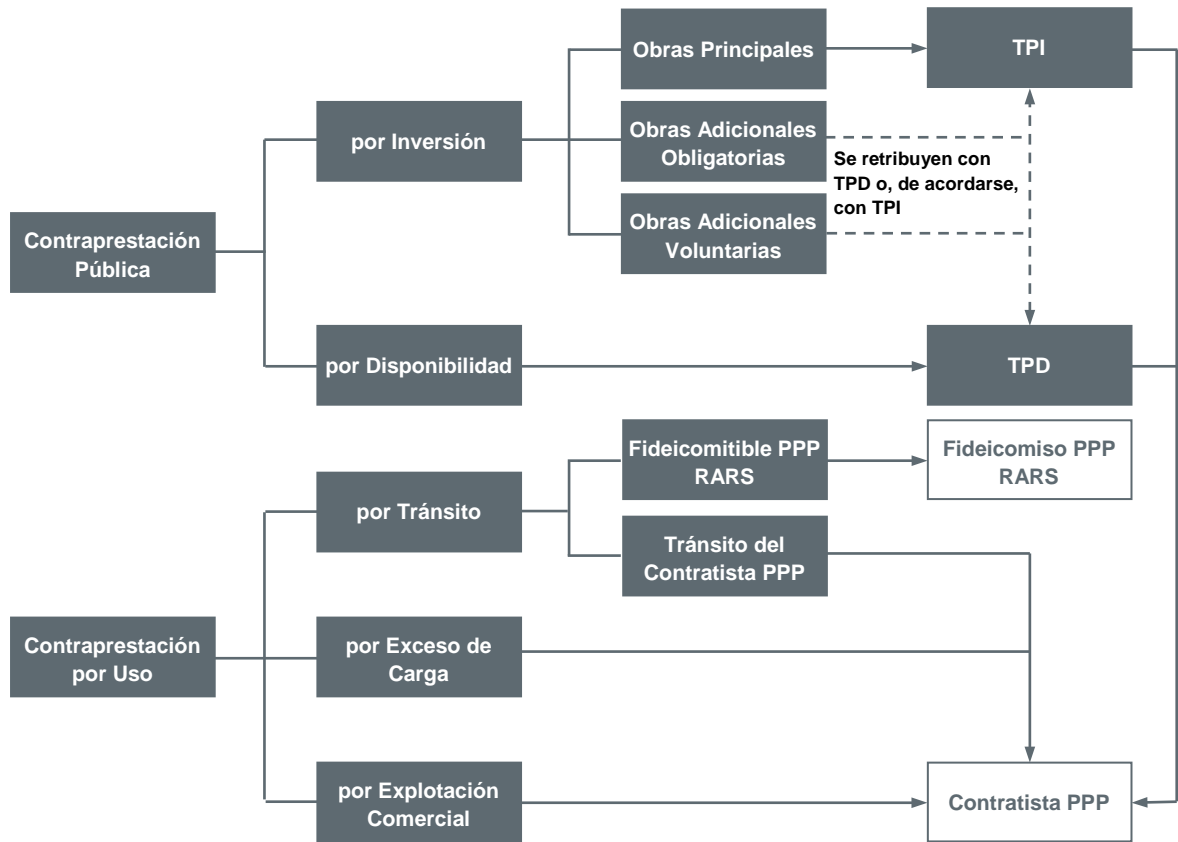 Obras Principales
TPI
por Inversión
Obras Adicionales
Obligatorias
Se retribuyen con
TPD o, de acordarse,
con TPI
Obras Adicionales
Voluntarias
Contraprestación
Pública
por Disponibilidad
TPD
Fideicomitible PPP
RARS
Fideicomiso PPP
RARS
por Tránsito
Tránsito del
Contratista PPP
Contraprestación
por Uso
por Exceso de
Carga
por Explotación
Comercial
Contratista PPP